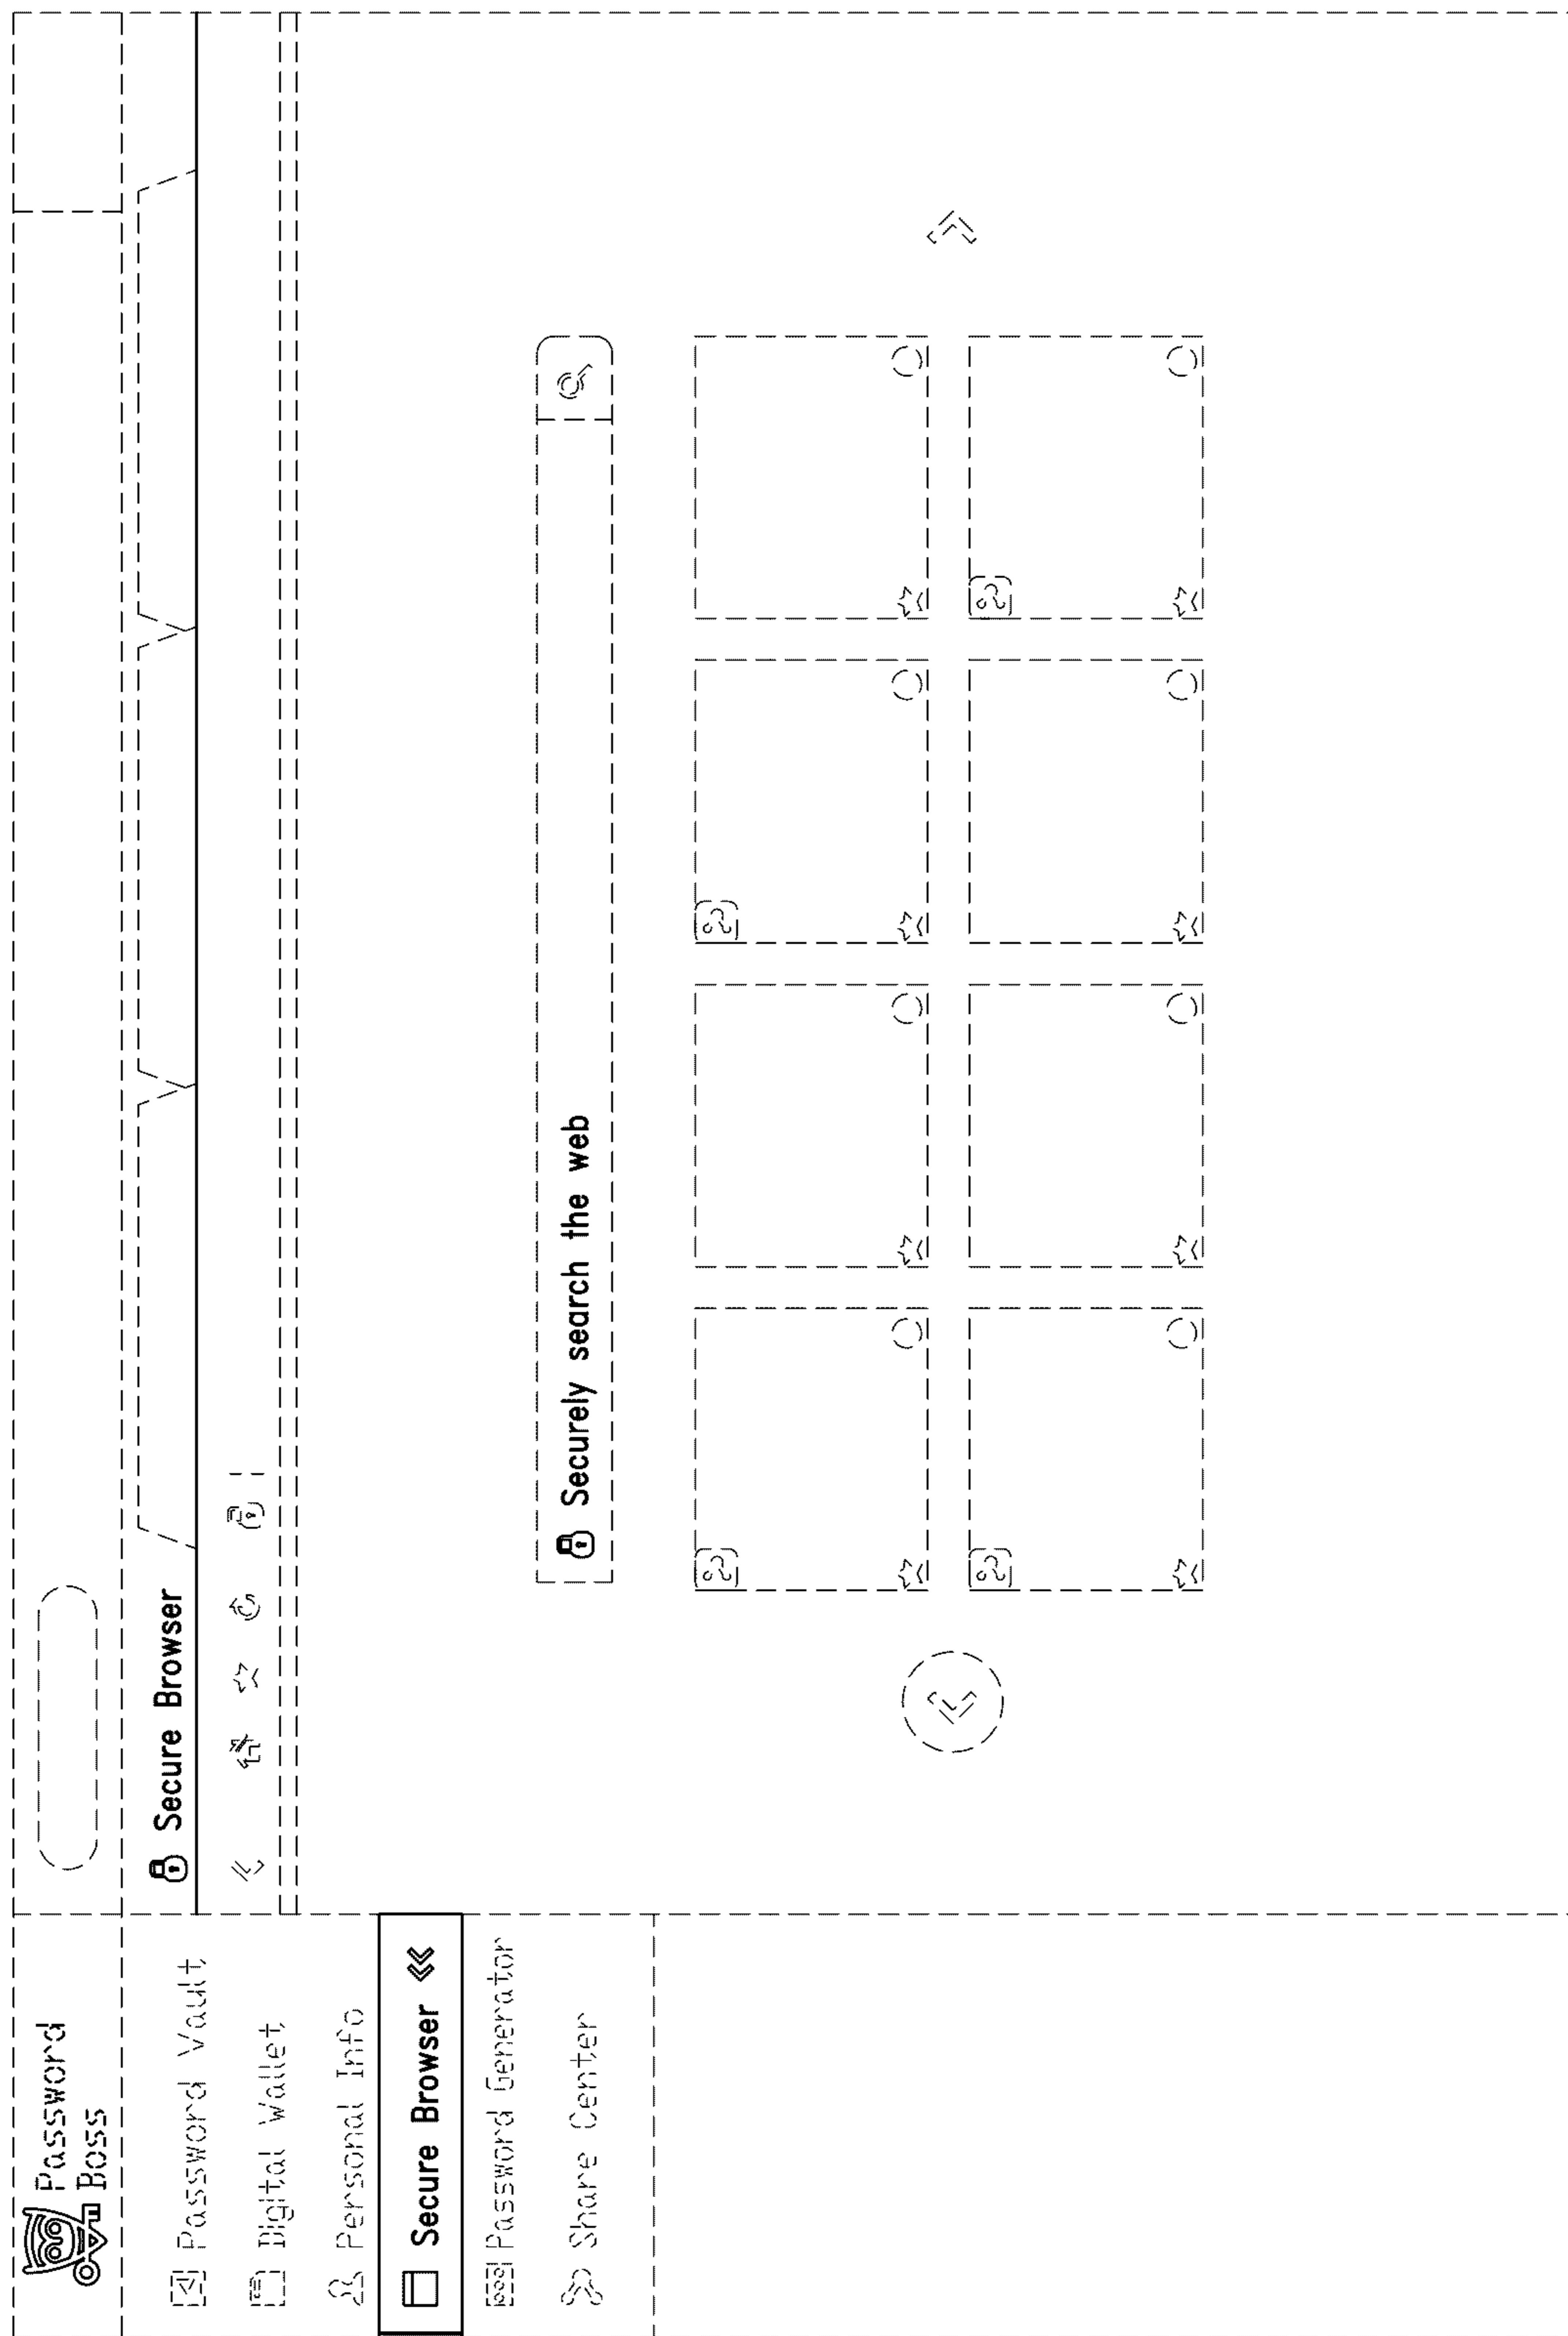 Password
Boss
Password Vault
Digital Wallet
Personal Info
Secure Browser
Password Generator
Share Center
Secure Browser
Securely search the web